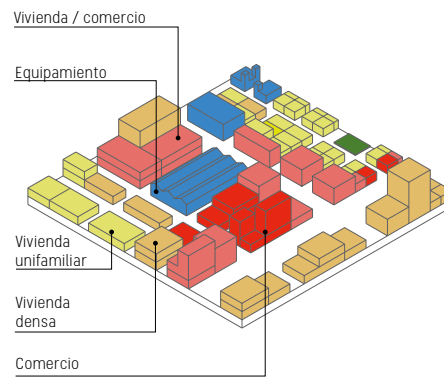 Vivienda / comercio
Equipamiento
Vivienda
unifamiliar
Vivienda
densa
Comercio